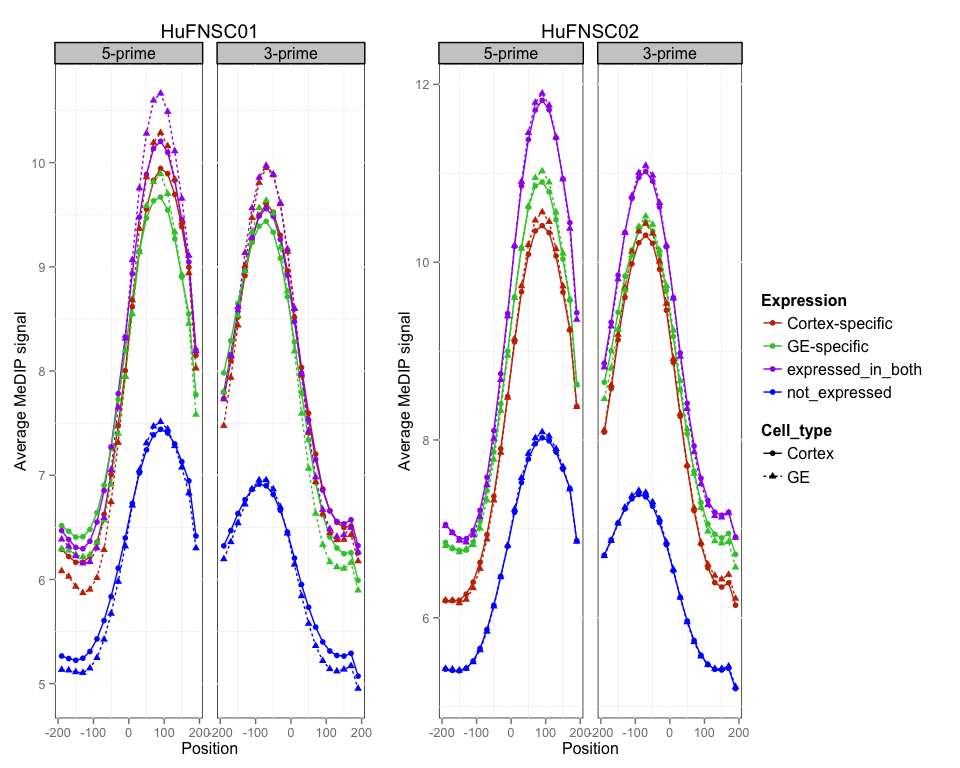 HuFNSC01
HuFNSC02
5-prime
3-prime
5-prime
3-prime
Average MeDIP signal
10
9
8
7
6
5
Average MeDIP signal
12
10
8
6
-200 -100 0 100 200
-200 -100 0 100 200
Position
-200 -100 0 100 200
-200 -100 0 100 200
Position
Expression
Cortex-specific
GE-specific
expressed_in_both
not_expressed
Cell_type
Cortex
GE